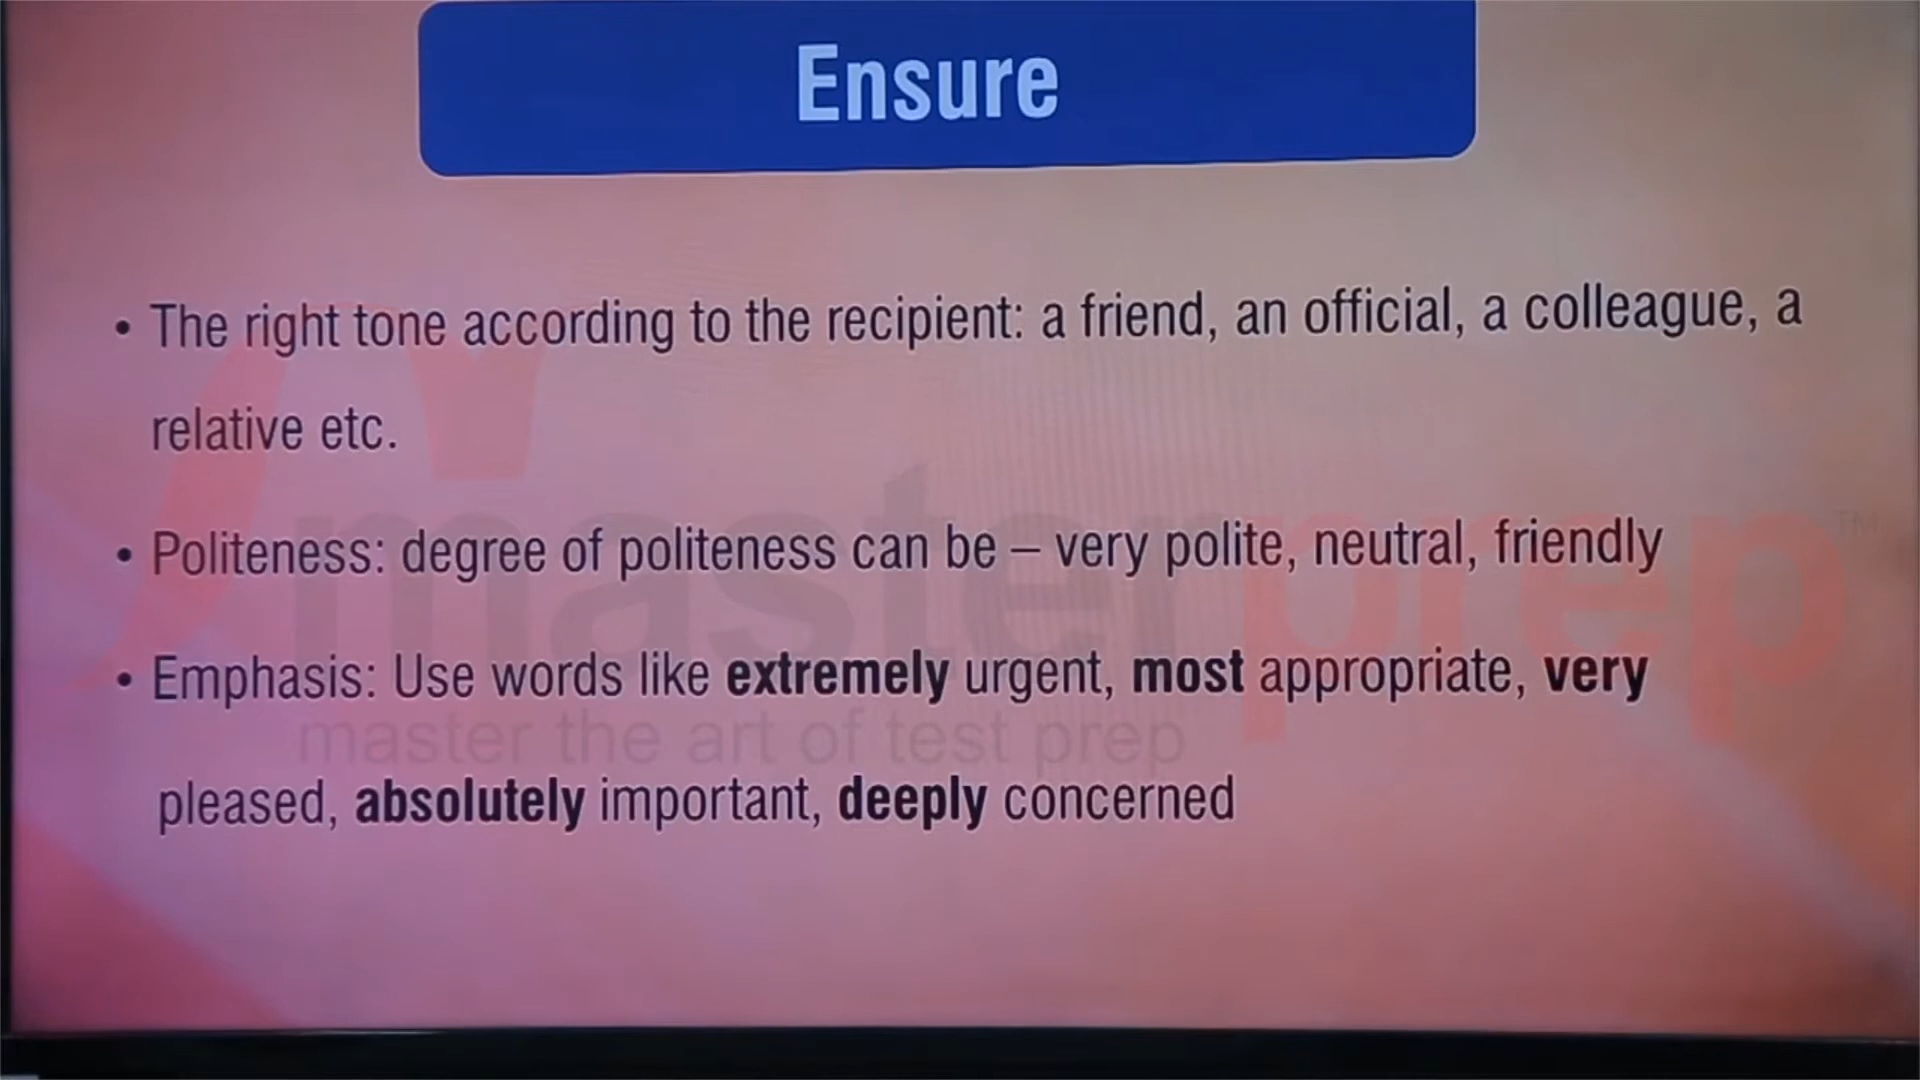 Ensure
• The right tone according to the recipient: a friend, an official, a colleague, a
relative etc.
• Politeness: degree of politeness can be – very polite, neutral, friendly
• Emphasis: Use words like extremely urgent, most appropriate, very
pleased, absolutely important, deeply concerned
masterprep™
master the art of test prep